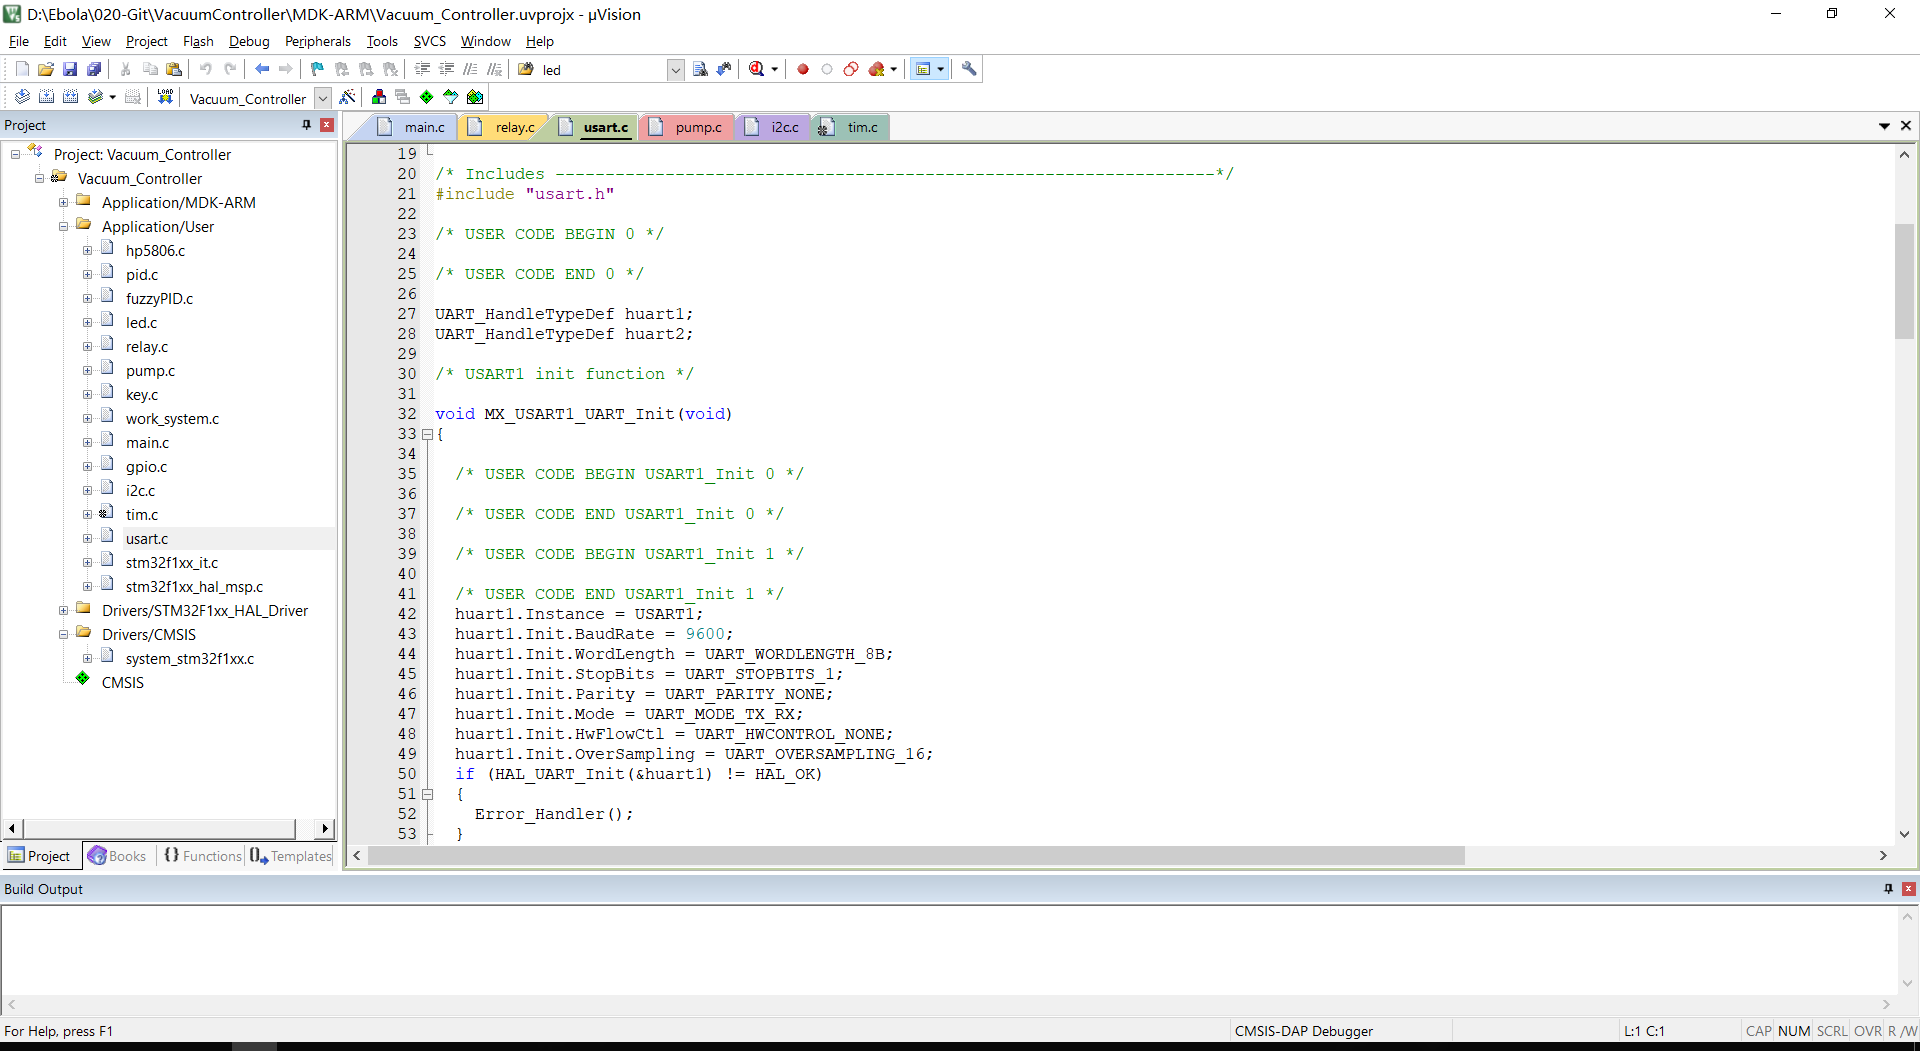 D:\Ebola\020-Git\VacuumController\MDK-ARM\Vacuum_Controller.uvprojx - µVision
File Edit View Project Flash Debug Peripherals Tools SVCS Window Help
led
LOAD Vacuum_Controller
Project
Project: Vacuum_Controller
Vacuum_Controller
Application/MDK-ARM
Application/User
hp5806.c
pid.c
fuzzyPID.c
led.c
relay.c
pump.c
key.c
work_system.c
main.c
gpio.c
i2c.c
tim.c
usart.c
stm32f1xx_it.c
stm32f1xx_hal_msp.c
Drivers/STM32F1xx_HAL_Driver
Drivers/CMSIS
system_stm32f1xx.c
CMSIS
Project Books {} Functions Templates
main.c relay.c usart.c pump.c i2c.c tim.c
19
20 /* Includes ------------------------------------------------------------------*/
21 #include "usart.h"
22
23 /* USER CODE BEGIN 0 */
24
25 /* USER CODE END 0 */
26
27 UART_HandleTypeDef huart1;
28 UART_HandleTypeDef huart2;
29
30 /* USART1 init function */
31
32 void MX_USART1_UART_Init(void)
33 {
34
35 /* USER CODE BEGIN USART1_Init 0 */
36
37 /* USER CODE END USART1_Init 0 */
38
39 /* USER CODE BEGIN USART1_Init 1 */
40
41 /* USER CODE END USART1_Init 1 */
42 huart1.Instance = USART1;
43 huart1.Init.BaudRate = 9600;
44 huart1.Init.WordLength = UART_WORDLENGTH_8B;
45 huart1.Init.StopBits = UART_STOPBITS_1;
46 huart1.Init.Parity = UART_PARITY_NONE;
47 huart1.Init.Mode = UART_MODE_TX_RX;
48 huart1.Init.HwFlowCtl = UART_HWCONTROL_NONE;
49 huart1.Init.OverSampling = UART_OVERSAMPLING_16;
50 if (HAL_UART_Init(&huart1) != HAL_OK)
51 {
52 Error_Handler();
53 }
Build Output
For Help, press F1
CMSIS-DAP Debugger
L:1 C:1
CAP NUM SCRL OVR R/W